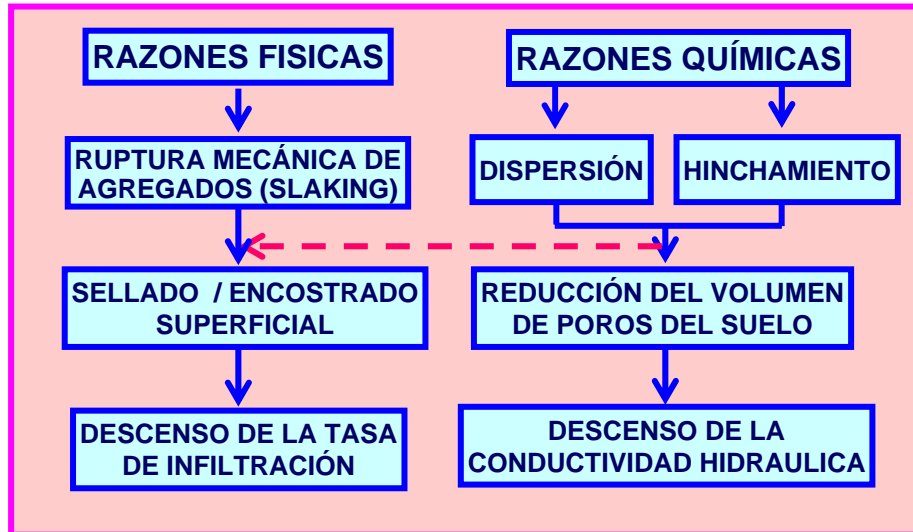 RAZONES FISICAS
RUPTURA MECÁNICA DE
AGREGADOS (SLAKING)
SELLADO / ENCOSTRADO
SUPERFICIAL
DESCENSO DE LA TASA
DE INFILTRACIÓN
RAZONES QUÍMICAS
DISPERSIÓN
HINCHAMIENTO
REDUCCIÓN DEL VOLUMEN
DE POROS DEL SUELO
DESCENSO DE LA
CONDUCTIVIDAD HIDRAULICA